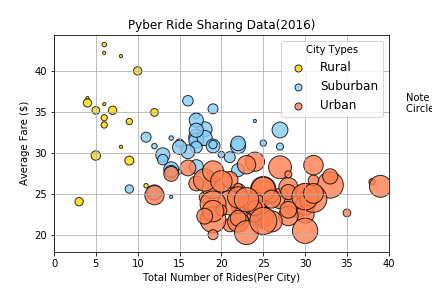 Pyber Ride Sharing Data(2016)
City Types
Rural
Suburban
Urban
Note
Circle
Average Fare ($)
40
35
30
25
20
0 5 10 15 20 25 30 35 40
Total Number of Rides(Per City)